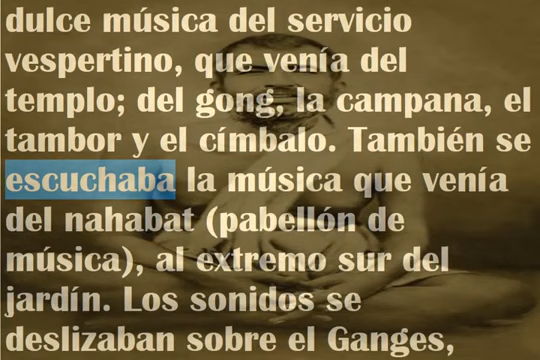 dulce música del servicio
vespertino, que venía del
templo; del gong, la campana, el
tambor y el címbalo. También se
escuchaba la música que venía
del nahabat (pabellón de
música), al extremo sur del
jardín. Los sonidos se
deslizaban sobre el Ganges,